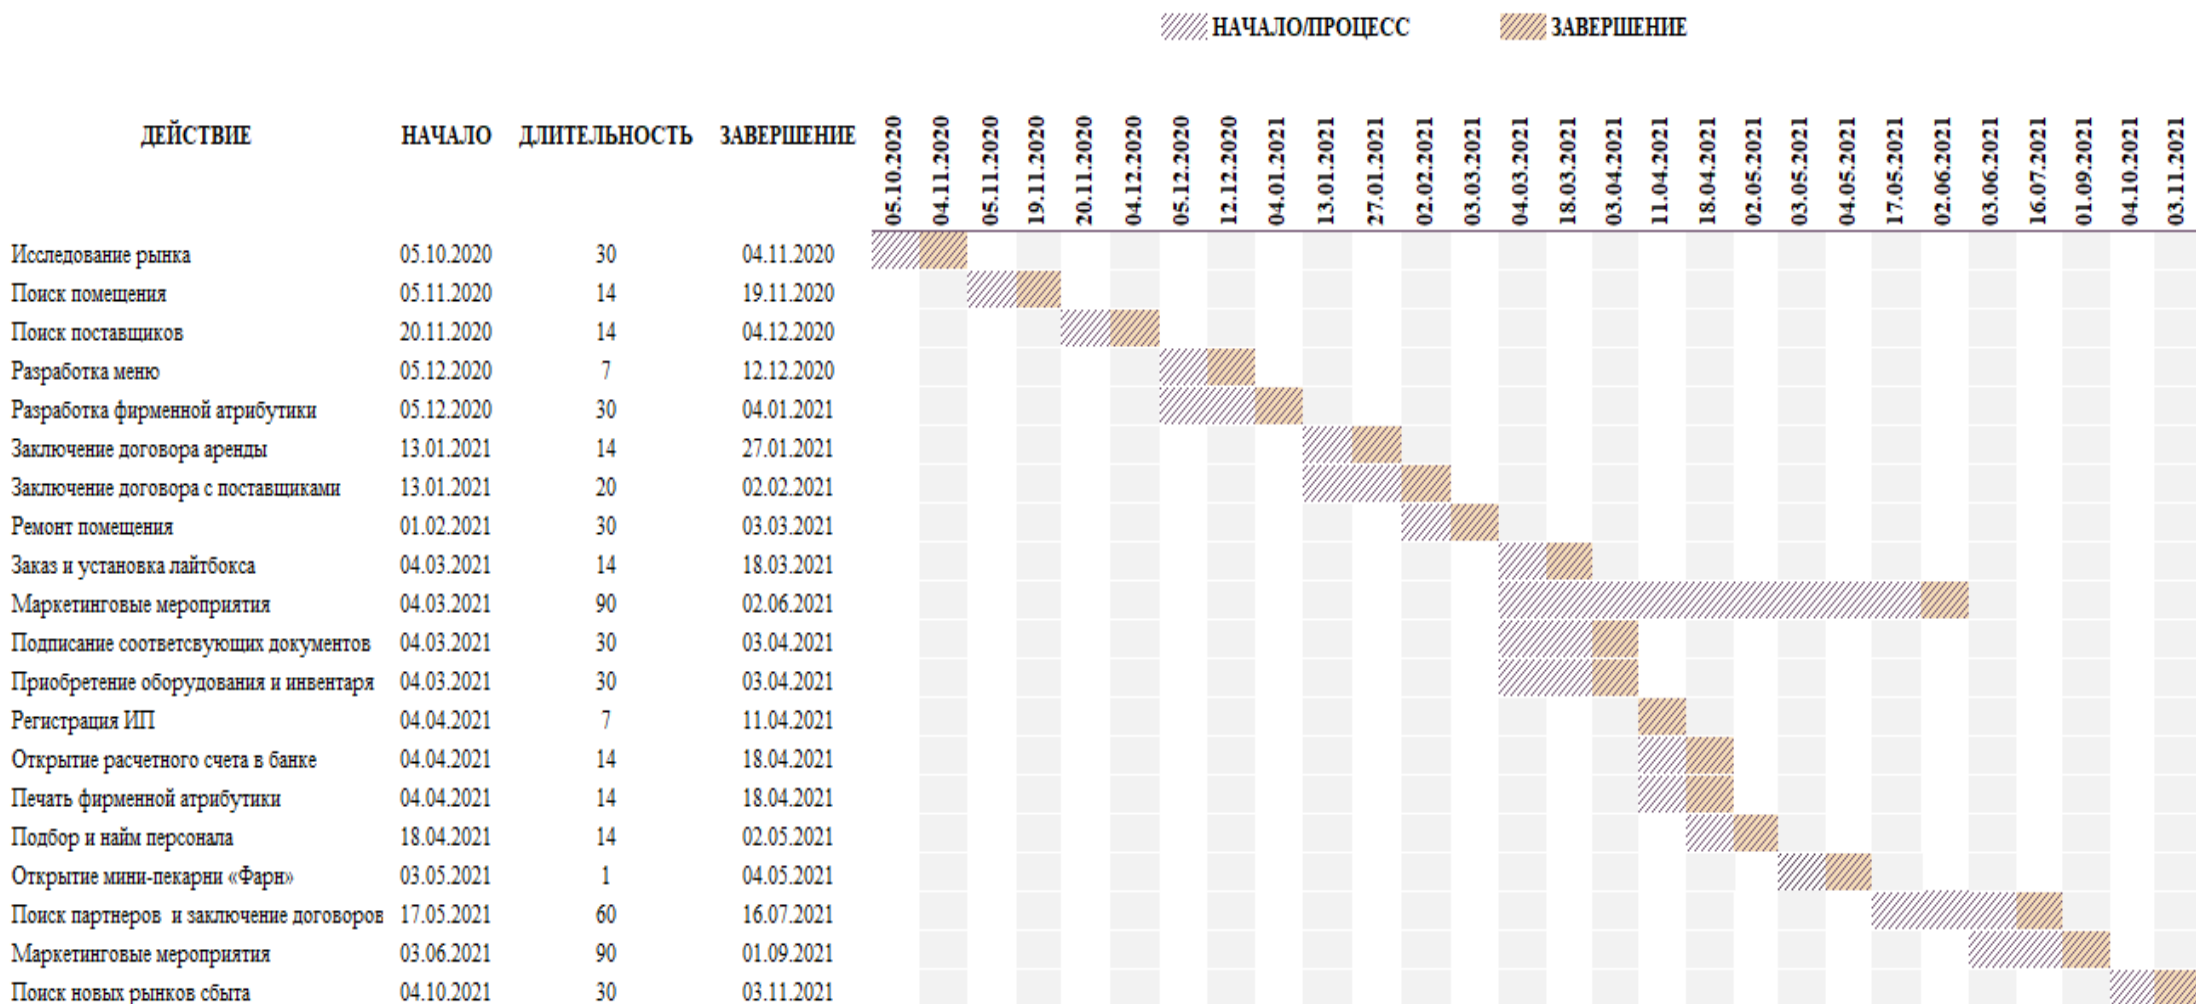 НАЧАЛО/ПРОЦЕСС ЗАВЕРШЕНИЕ
ДЕЙСТВИЕ НАЧАЛО ДЛИТЕЛЬНОСТЬ ЗАВЕРШЕНИЕ 05.10.2020 04.11.2020 05.11.2020 19.11.2020 20.11.2020 04.12.2020 05.12.2020 12.12.2020 04.01.2021 13.01.2021 27.01.2021 02.02.2021 03.03.2021 04.03.2021 18.03.2021 03.04.2021 11.04.2021 18.04.2021 02.05.2021 03.05.2021 04.05.2021 17.05.2021 02.06.2021 03.06.2021 16.07.2021 01.09.2021 04.10.2021 03.11.2021
Исследование рынка 05.10.2020 30 04.11.2020
Поиск помещения 05.11.2020 14 19.11.2020
Поиск поставщиков 20.11.2020 14 04.12.2020
Разработка меню 05.12.2020 7 12.12.2020
Разработка фирменной атрибутики 05.12.2020 30 04.01.2021
Заключение договора аренды 13.01.2021 14 27.01.2021
Заключение договора с поставщиками 13.01.2021 20 02.02.2021
Ремонт помещения 01.02.2021 30 03.03.2021
Заказ и установка лайтбокса 04.03.2021 14 18.03.2021
Маркетинговые мероприятия 04.03.2021 90 02.06.2021
Подписание соответсвующих документов 04.03.2021 30 03.04.2021
Приобретение оборудования и инвентаря 04.03.2021 30 03.04.2021
Регистрация ИП 04.04.2021 7 11.04.2021
Открытие расчетного счета в банке 04.04.2021 14 18.04.2021
Печать фирменной атрибутики 04.04.2021 14 18.04.2021
Подбор и найм персонала 18.04.2021 14 02.05.2021
Открытие мини-пекарни «Фарн» 03.05.2021 1 04.05.2021
Поиск партнеров и заключение договоров 17.05.2021 60 16.07.2021
Маркетинговые мероприятия 03.06.2021 90 01.09.2021
Поиск новых рынков сбыта 04.10.2021 30 03.11.2021